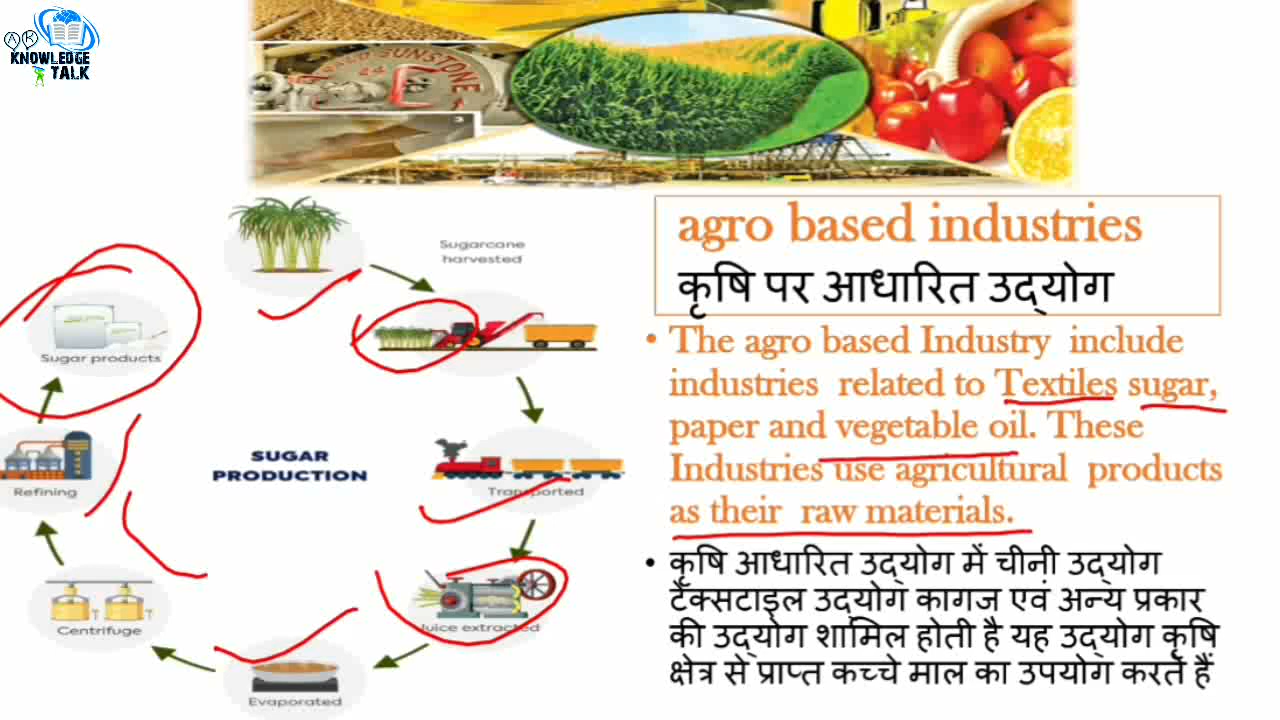 AK
KNOWLEDGE
TALK
SUNSTONE
44
agro based industries
कृषि पर आधारित उद्योग
Sugarcane
harvested
Sugar products
• The agro based Industry include
industries related to Textiles sugar,
paper and vegetable oil. These
Industries use agricultural products
as their raw materials.
SUGAR
PRODUCTION
Refining
Transported
Centrifuge
Juice extracted
Evaporated
• कृषि आधारित उद्योग में चीनी उद्योग
टैक्सटाइल उद्योग कागज एवं अन्य प्रकार
की उद्योग शामिल होती है यह उद्योग कृषि
क्षेत्र से प्राप्त कच्चे माल का उपयोग करते हैं